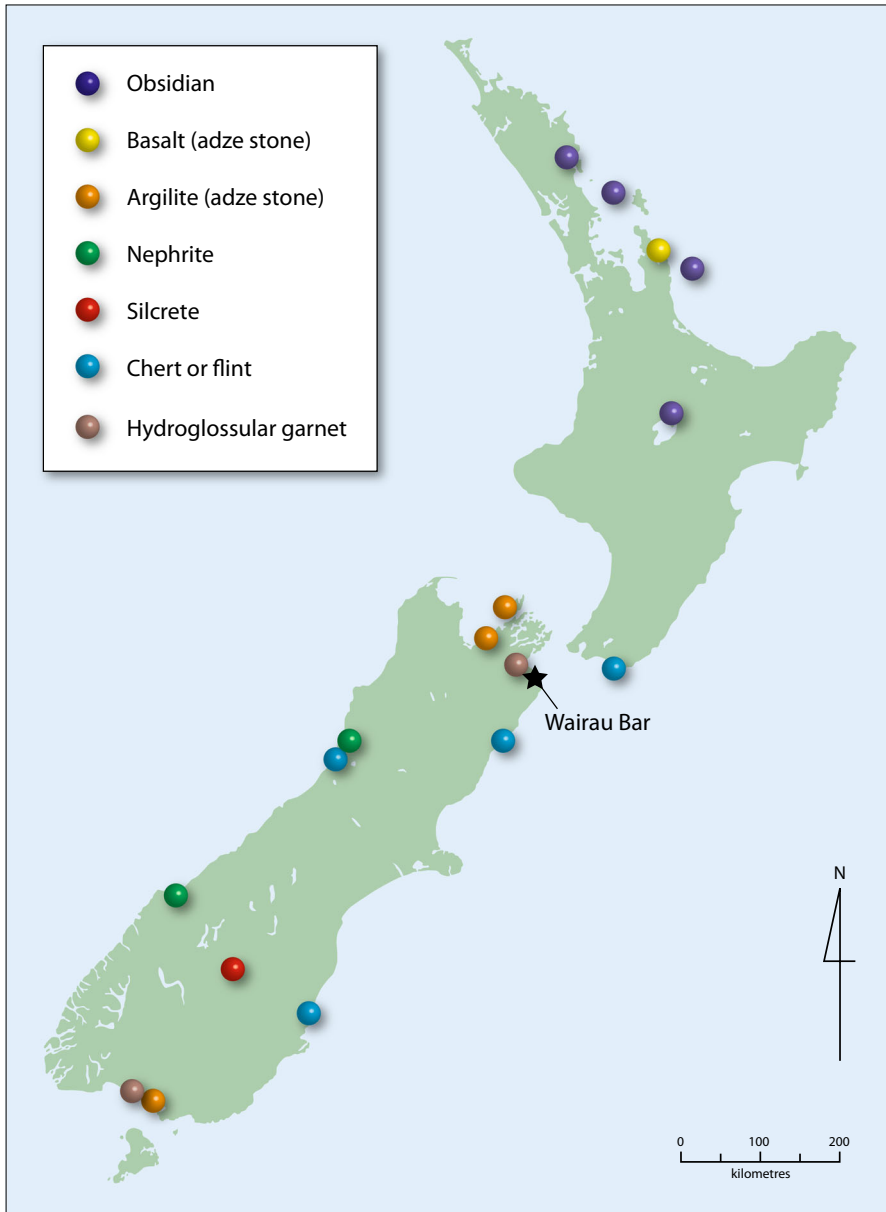 Obsidian
Basalt (adze stone)
Argilite (adze stone)
Nephrite
Silcrete
Chert or flint
Hydroglossular garnet
Wairau Bar
N
0 100 200
kilometres